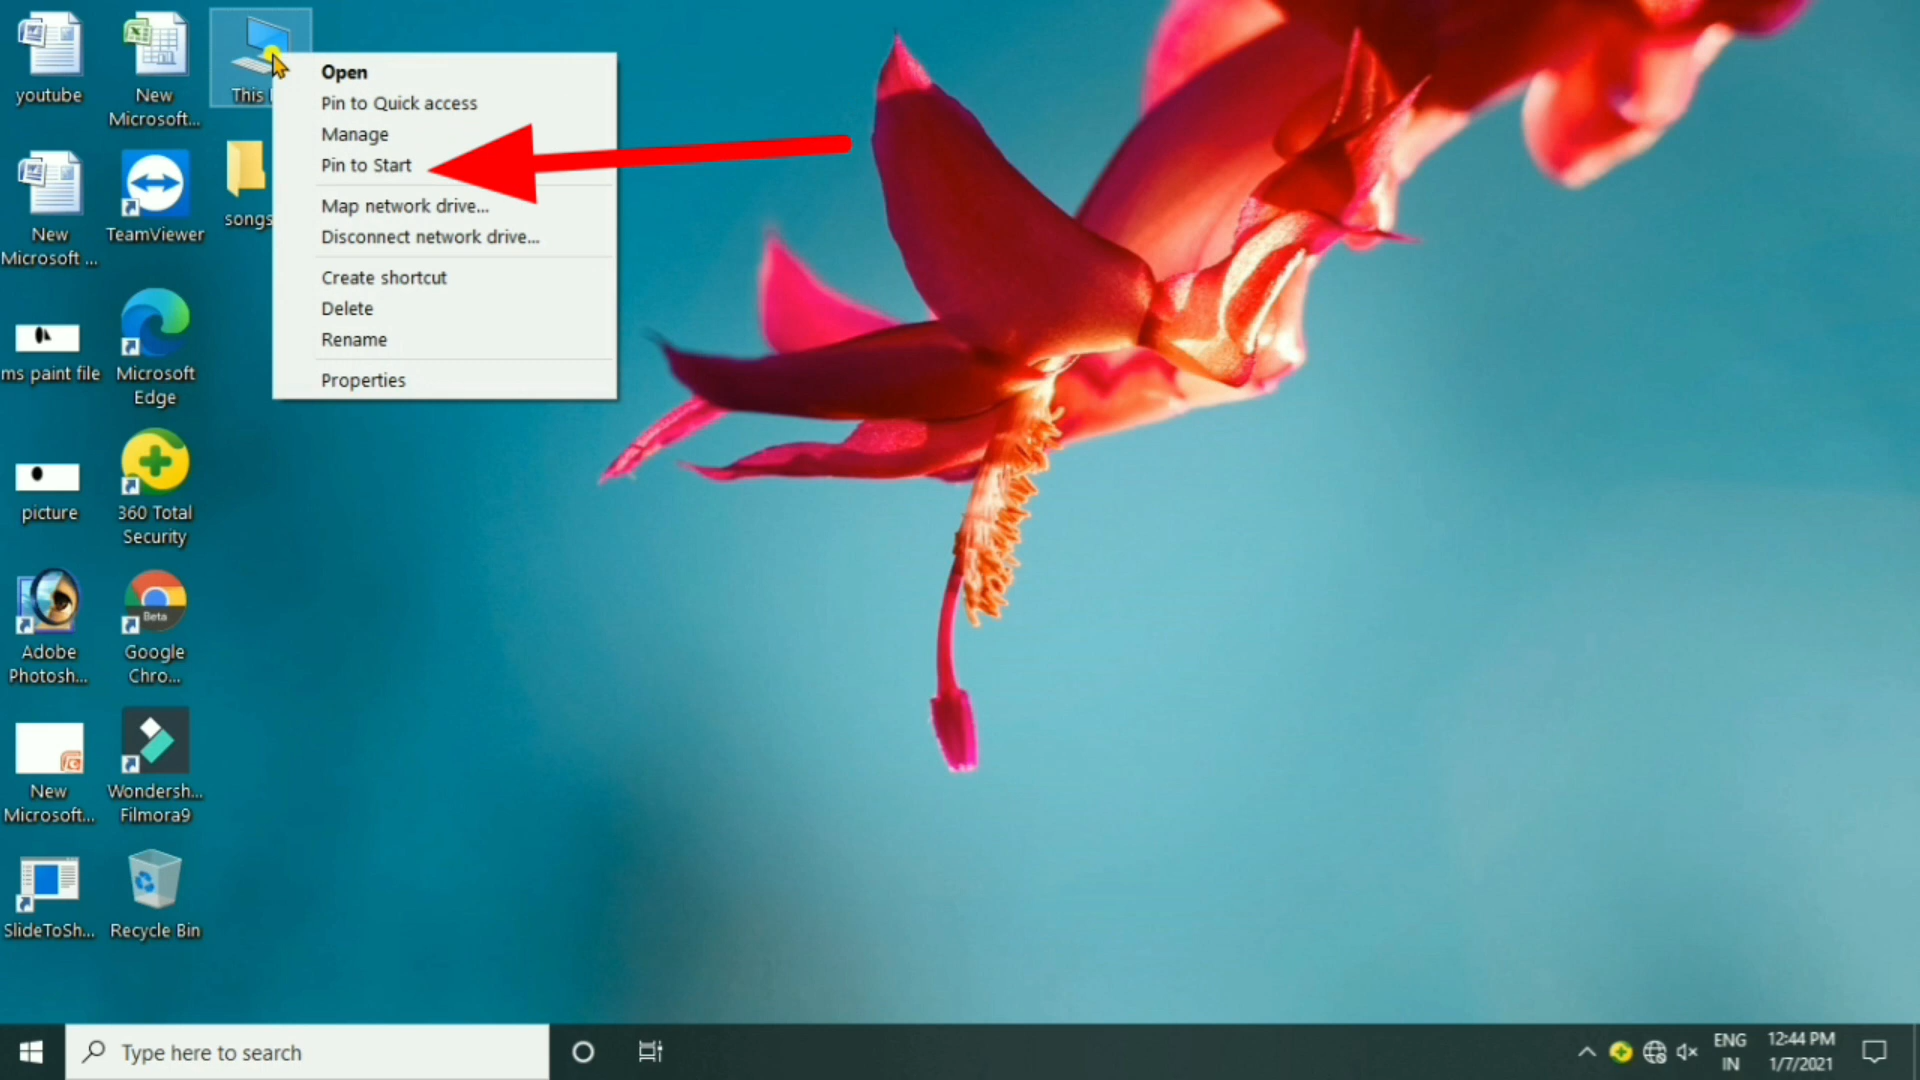 youtube
New
Microsoft...
This
Open
Pin to Quick access
Manage
Pin to Start
Map network drive...
Disconnect network drive...
Create shortcut
Delete
Rename
Properties
New
Microsoft ...
TeamViewer
songs
ms paint file
Microsoft
Edge
picture
360 Total
Security
Adobe
Photosh...
Beta
Google
Chro...
New
Microsoft...
Wondersh...
Filmora9
SlideToSh...
Recycle Bin
Type here to search
ENG
IN
12:44 PM
1/7/2021